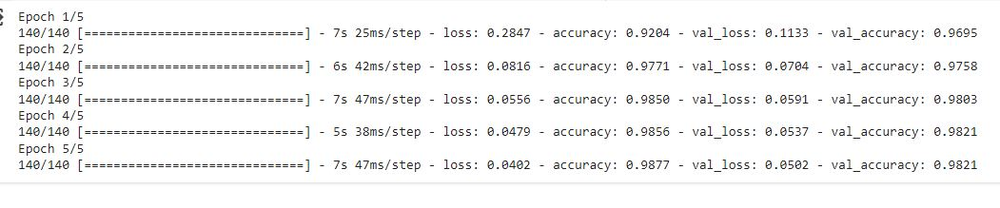 Epoch 1/5
140/140 [==============================] - 7s 25ms/step - loss: 0.2847 - accuracy: 0.9204 - val_loss: 0.1133 - val_accuracy: 0.9695
Epoch 2/5
140/140 [==============================] - 6s 42ms/step - loss: 0.0816 - accuracy: 0.9771 - val_loss: 0.0704 - val_accuracy: 0.9758
Epoch 3/5
140/140 [==============================] - 7s 47ms/step - loss: 0.0556 - accuracy: 0.9850 - val_loss: 0.0591 - val_accuracy: 0.9803
Epoch 4/5
140/140 [==============================] - 5s 38ms/step - loss: 0.0479 - accuracy: 0.9856 - val_loss: 0.0537 - val_accuracy: 0.9821
Epoch 5/5
140/140 [==============================] - 7s 47ms/step - loss: 0.0402 - accuracy: 0.9877 - val_loss: 0.0502 - val_accuracy: 0.9821